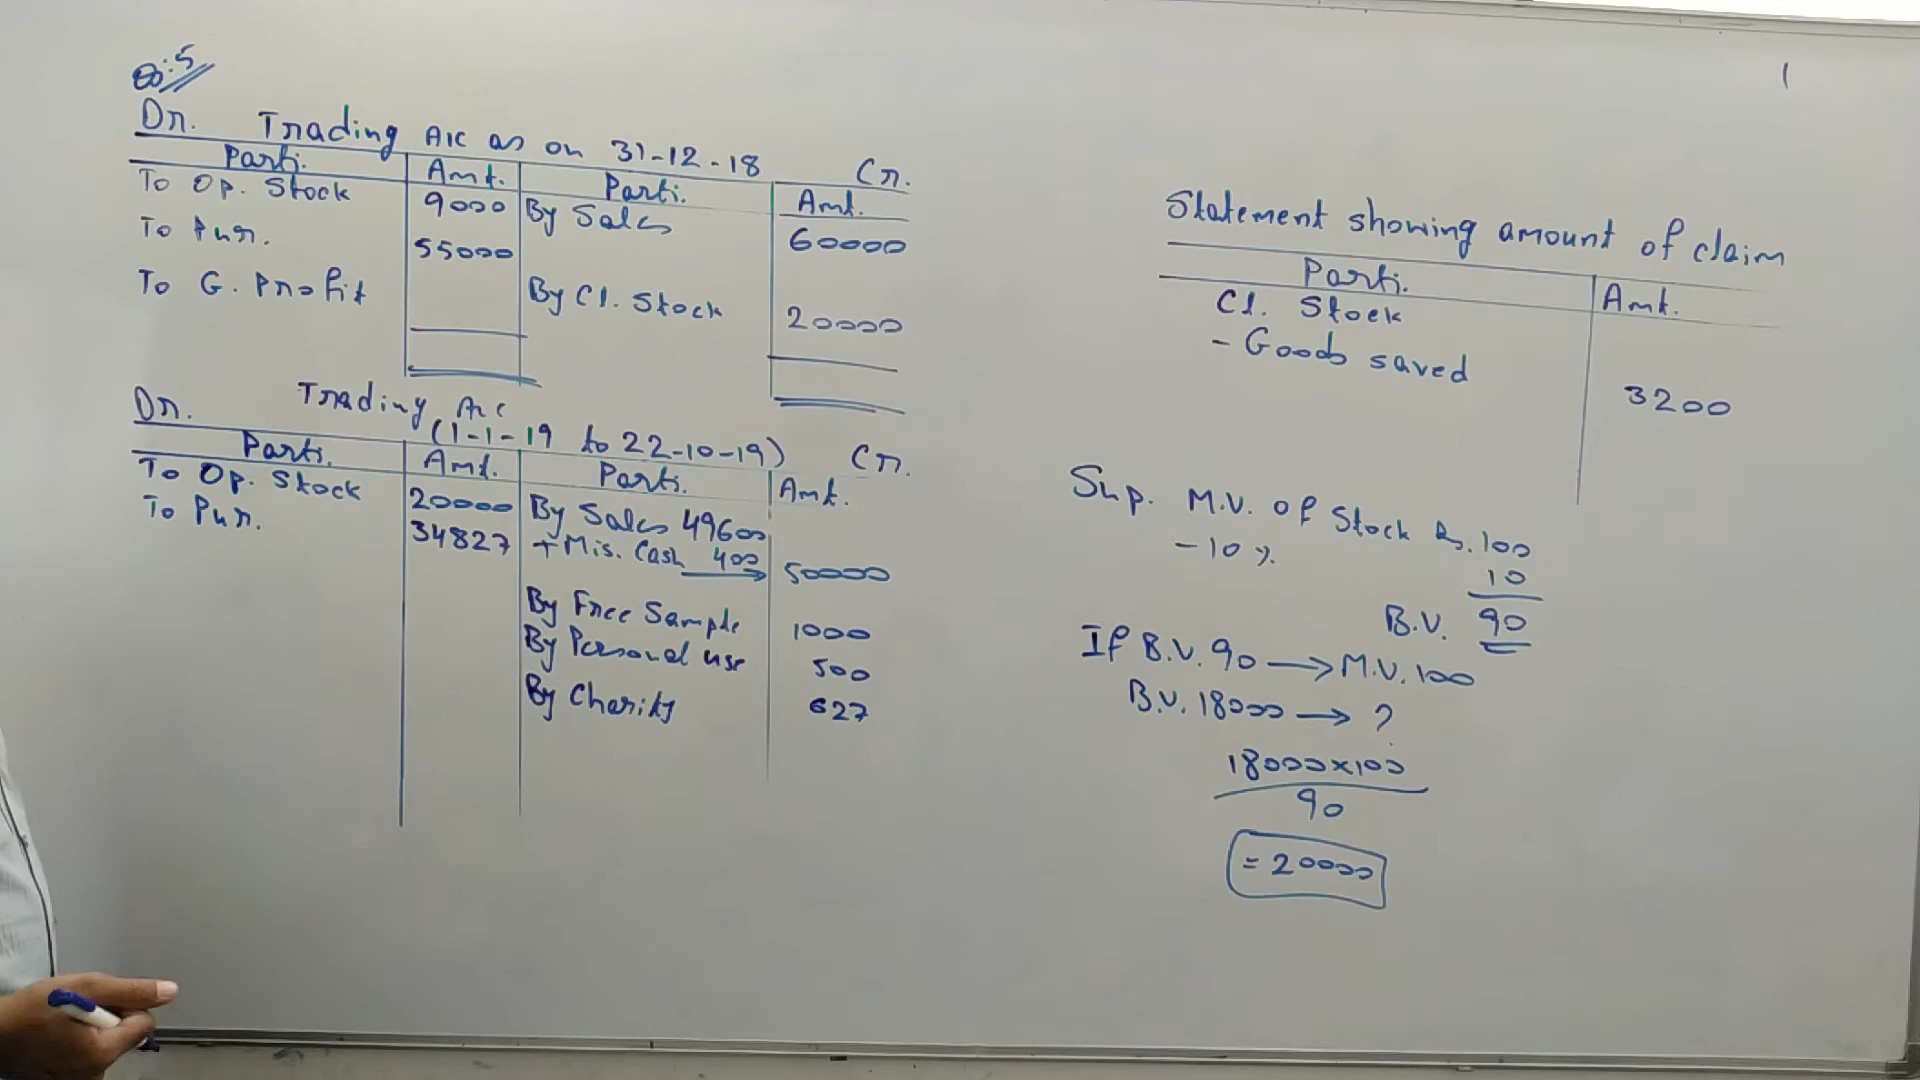 Q:5
Dr. Trading A/c as on 31-12-18 Cr.
Parti. Amt. Parti. Amt.
To Op. Stock 9000 By Sales 60000
To Pur. 55000
To G. Profit By Cl. Stock 20000
Dr. Trading A/c (1-1-19 to 22-10-19) Cr.
Parti. Amt. Parti. Amt.
To Op. Stock 20000 By Sales 49600
To Pur. 34827 + Mis. Cash 400 50000
By Free Sample 1000
By Personal use 500
By Charity 627
Statement showing amount of claim
Parti. Amt.
Cl. Stock
- Goods saved 3200
Sup. M.V. of Stock Rs. 100
-10 % 10
B.V. 90
If B.V. 90 → M.V. 100
B.V. 18000 → ?
18000x100
90
= 20000